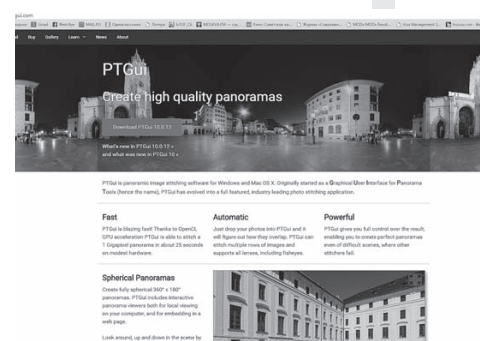 gui.com
Buy Gallery Learn News About
PTGui
Create high quality panoramas
Download PTGui 10.0.12
What's new in PTGui 10.0.12 »
and what was new in PTGui 10 »
PTGui is panoramic image stitching software for Windows and Mac OS X. Originally started as a Graphical User Interface for Panorama
Tools (hence the name), PTGui has evolved into a full featured, industry leading photo stitching application.
Fast
PTGui is blazing fast! Thanks to OpenCL
GPU acceleration PTGui is able to stitch a
1 Gigapixel panorama in about 25 seconds
on modest hardware.
Automatic
Just drop your photos into PTGui and it
will figure out how they overlap. PTGui can
stitch multiple rows of images and
supports all lenses, including fisheyes.
Powerful
PTGui gives you full control over the result,
enabling you to create perfect panoramas
even of difficult scenes, where other
stitchers fail.
Spherical Panoramas
Create fully spherical 360° x 180°
panoramas. PTGui includes interactive
panorama viewers both for local viewing
on your computer, and for embedding in a
web page.
Look around, up and down in the scene by